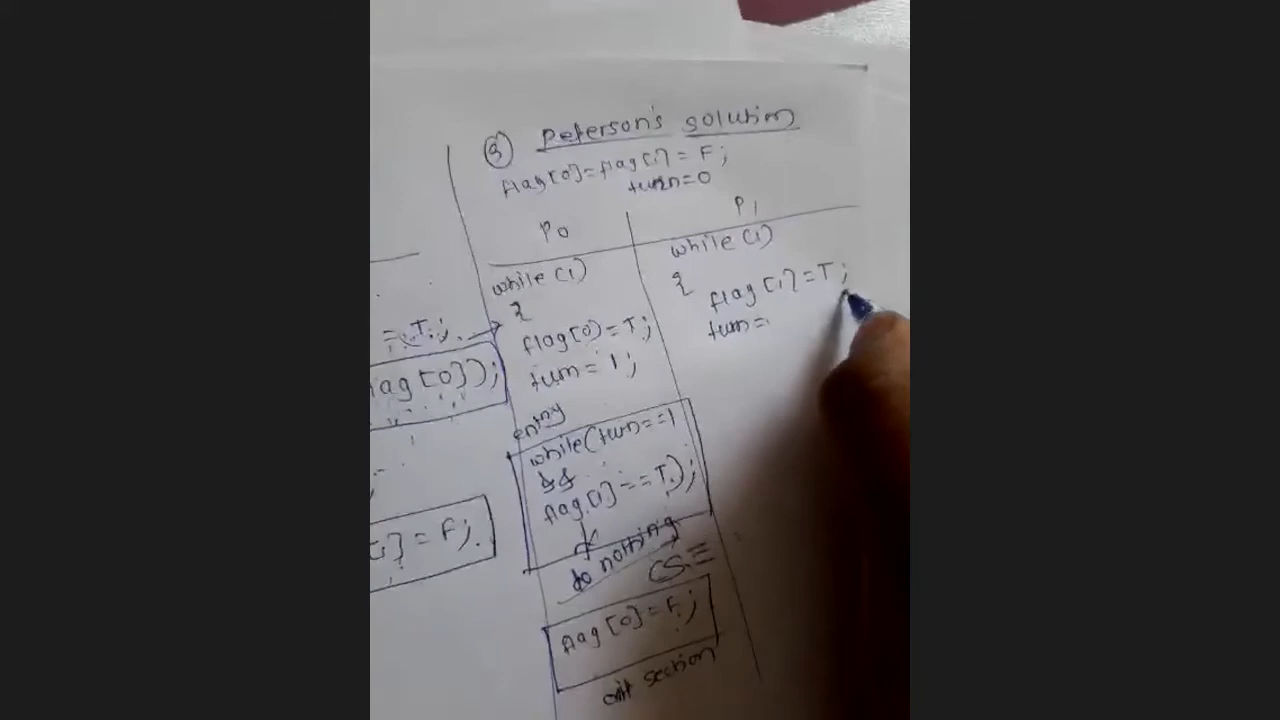 = T;
flag[0]);
] = F;
3) Peterson's solution
flag[0]=flag[1] = F;
turn=0
P0
while(1)
{
flag[0]=T;
turn = 1;
entry
while(turn==1
&&
flag[1]==T);
do nothing
CS
flag[0]=F;
exit section
P1
while(1)
{
flag[1]=T;
turn=